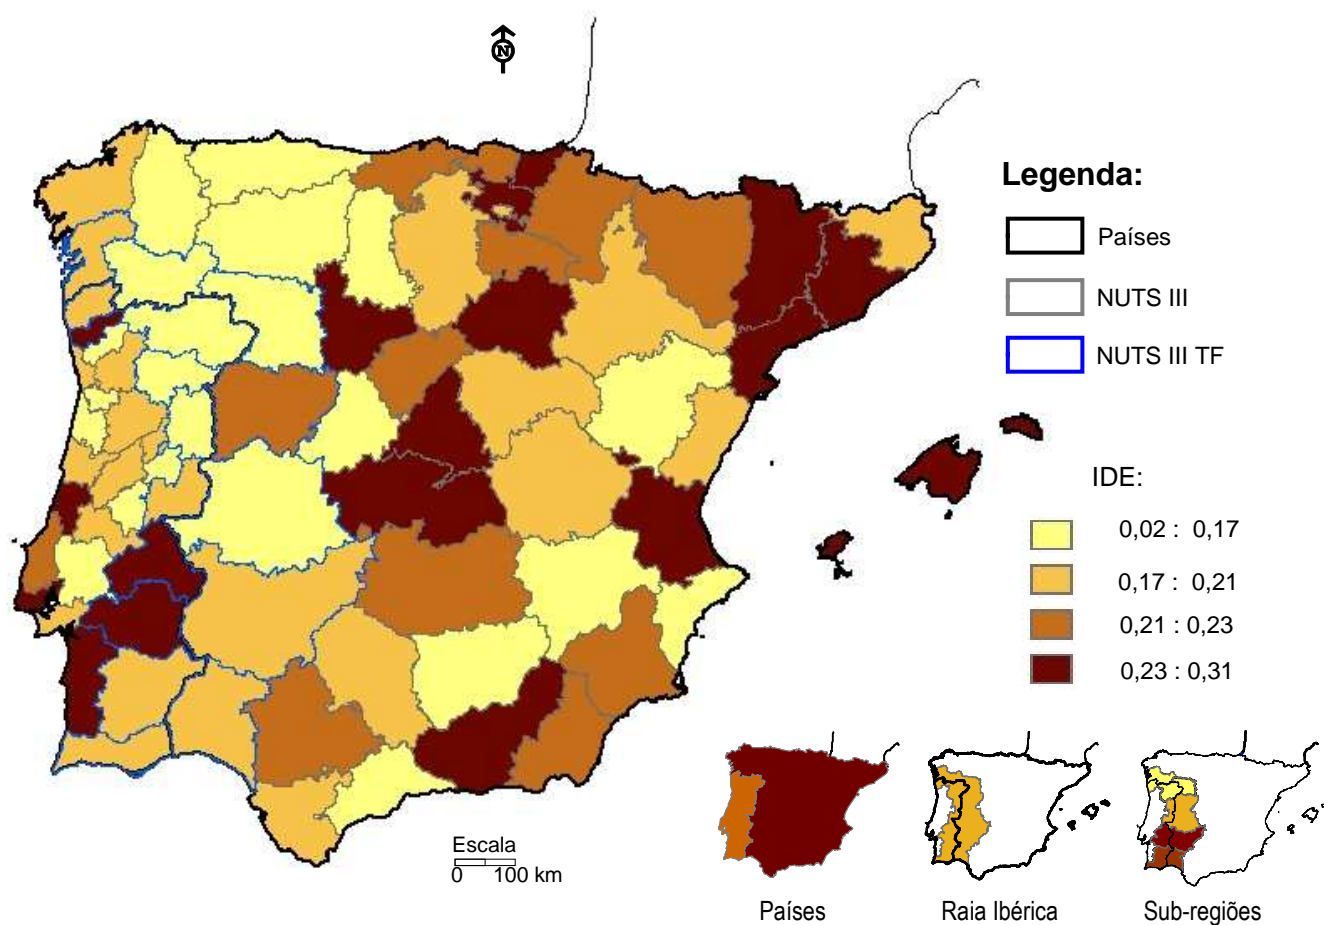 N
Legenda:
Países
NUTS III
NUTS III TF
IDE:
0,02 : 0,17
0,17 : 0,21
0,21 : 0,23
0,23 : 0,31
Escala
0 100 km
Países
Raia Ibérica
Sub-regiões